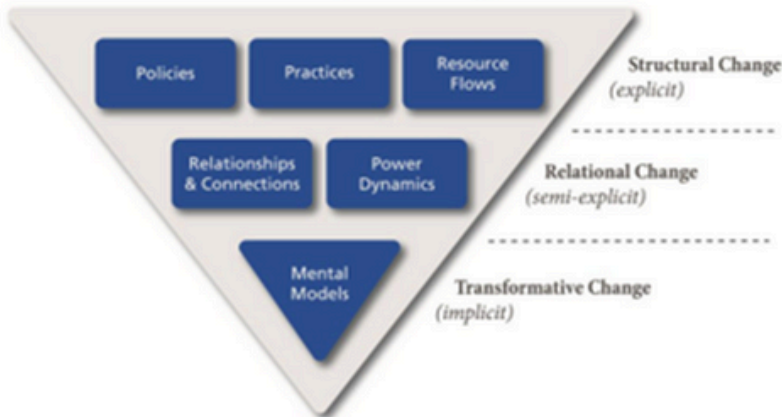 Policies
Practices
Resource
Flows
Structural Change
(explicit)
Relationships
& Connections
Power
Dynamics
Relational Change
(semi-explicit)
Mental
Models
Transformative Change
(implicit)